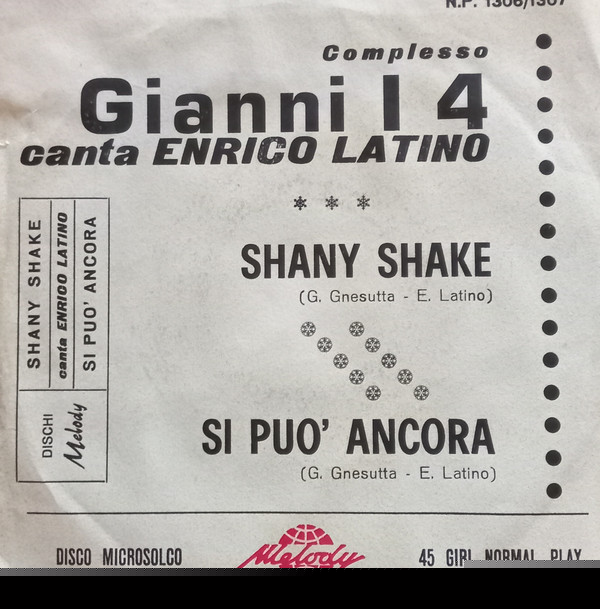 N.P. 1306/1307
Complesso
Gianni I 4
canta ENRICO LATINO
SHANY SHAKE
(G. Gnesutta - E. Latino)
SI PUO' ANCORA
(G. Gnesutta - E. Latino)
SHANY SHAKE
canta ENRICO LATINO
SI PUO' ANCORA
DISCHI
Melody
DISCO MICROSOLCO
Melody
45 GIRI NORMAL PLAY